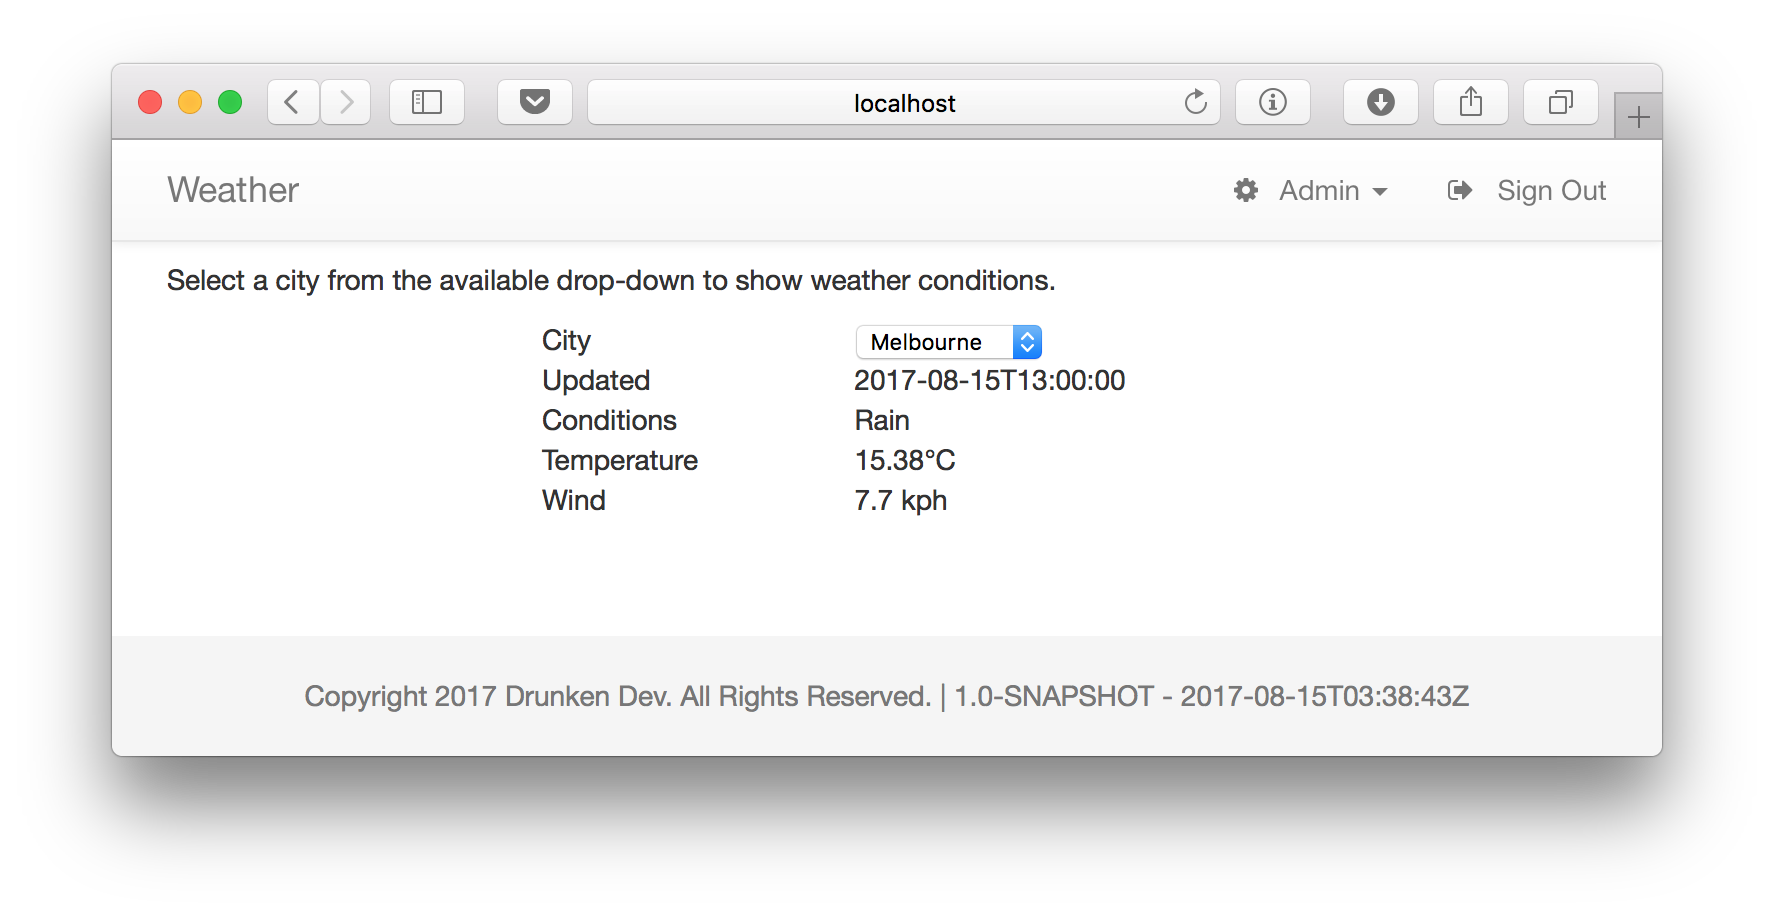 localhost
Weather
Admin
Sign Out
Select a city from the available drop-down to show weather conditions.
City Melbourne
Updated 2017-08-15T13:00:00
Conditions Rain
Temperature 15.38°C
Wind 7.7 kph
Copyright 2017 Drunken Dev. All Rights Reserved. | 1.0-SNAPSHOT - 2017-08-15T03:38:43Z